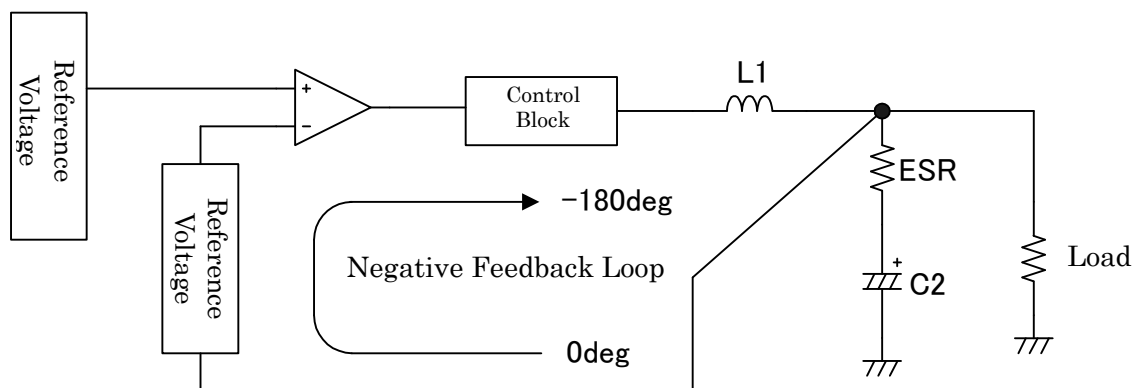 Reference
Voltage
+
−
Reference
Voltage
Control
Block
L1
ESR
+
C2
Load
−180deg
Negative Feedback Loop
0deg